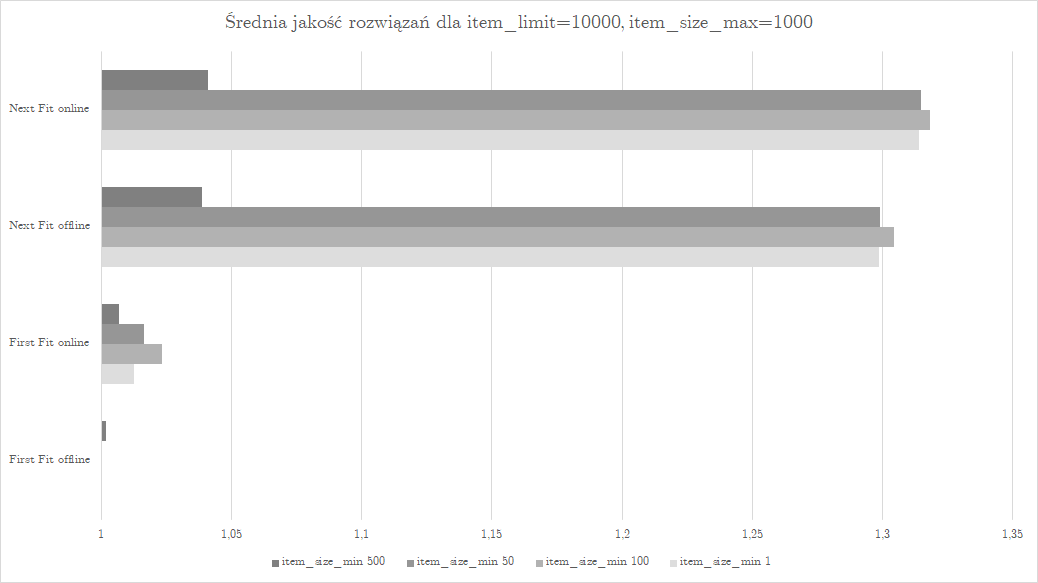 Średnia jakość rozwiązań dla item_limit=10000, item_size_max=1000
Next Fit online
Next Fit offline
First Fit online
First Fit offline
1 1,05 1,1 1,15 1,2 1,25 1,3 1,35
item_size_min 500 item_size_min 50 item_size_min 100 item_size_min 1